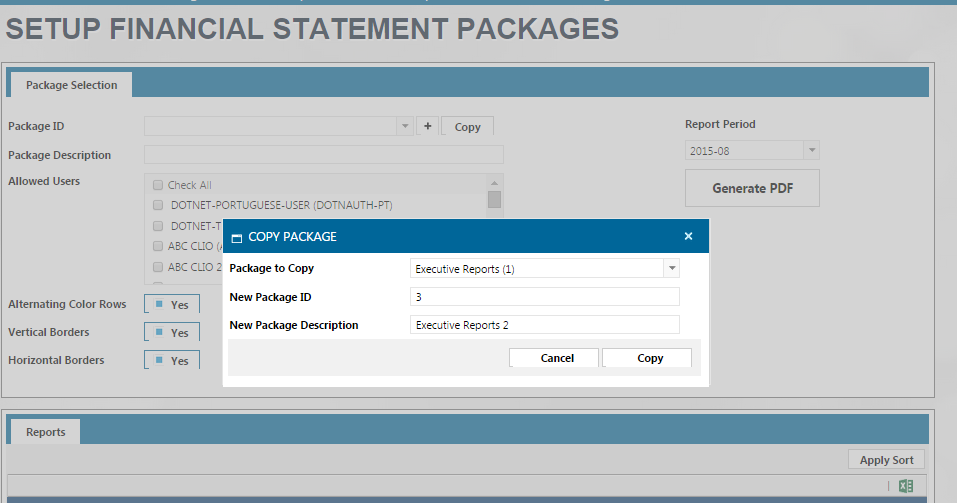 SETUP FINANCIAL STATEMENT PACKAGES
Package Selection
Package ID
+
Copy
Report Period
Package Description
2015-08
Allowed Users
Check All
Generate PDF
DOTNET-PORTUGUESE-USER (DOTNAUTH-PT)
DOTNET-T
ABC CLIO (
ABC CLIO 2
COPY PACKAGE
Package to Copy
Executive Reports (1)
New Package ID
3
New Package Description
Executive Reports 2
Cancel
Copy
Alternating Color Rows
Yes
Vertical Borders
Yes
Horizontal Borders
Yes
Reports
Apply Sort